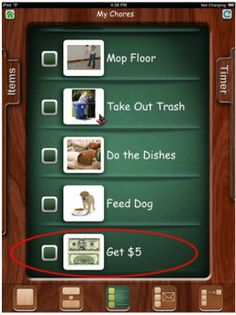 iPad
6:28 PM
Not Charging
My Chores
Items
Timer
Mop Floor
Take Out Trash
Do the Dishes
Feed Dog
Get $5